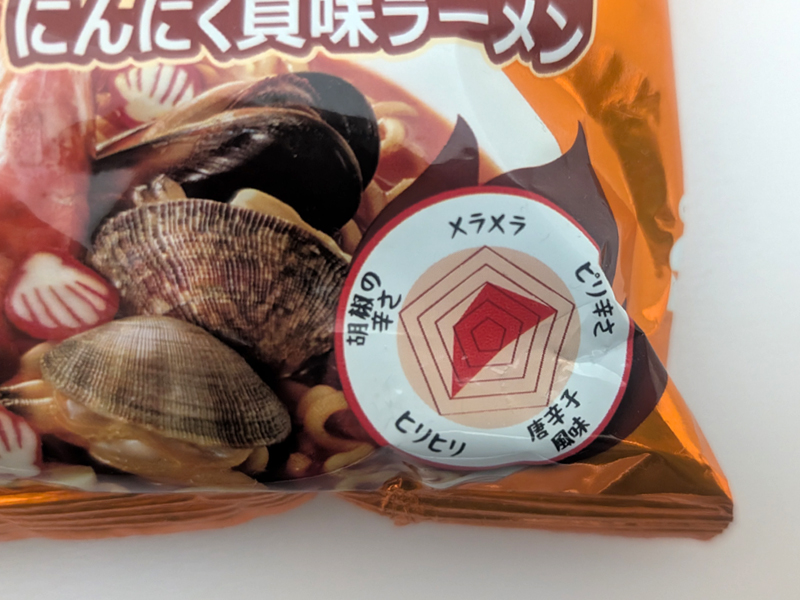 にんにく貝味ラーメン
メラメラ
ピリ辛さ
胡椒の
辛さ
ヒリヒリ
唐辛子
風味